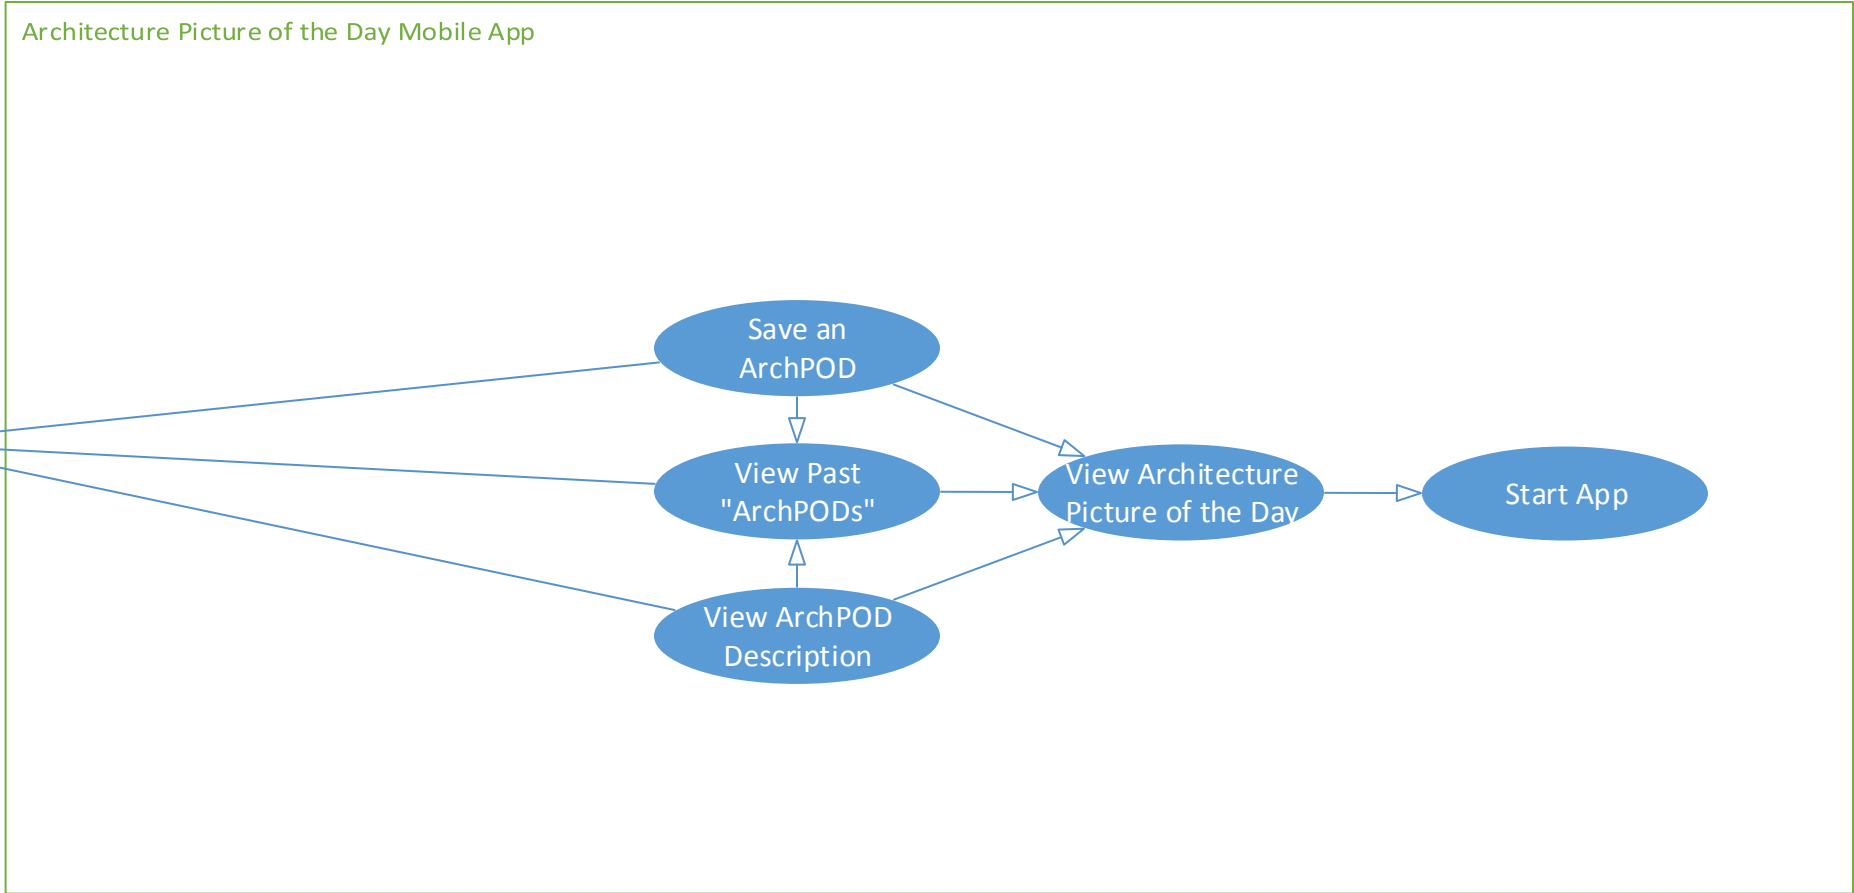 Architecture Picture of the Day Mobile App
Save an
ArchPOD
View Past
"ArchPODs"
View Architecture
Picture of the Day
Start App
View ArchPOD
Description